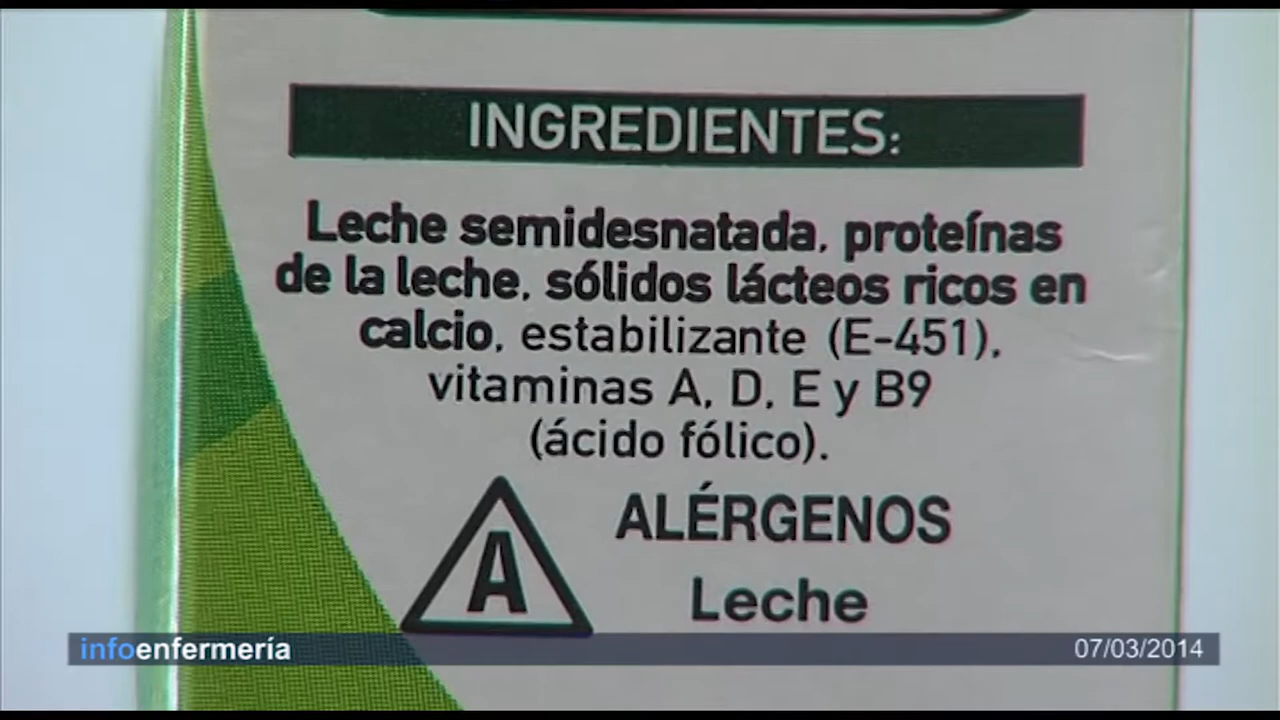 INGREDIENTES:
Leche semidesnatada, proteínas
de la leche, sólidos lácteos ricos en
calcio, estabilizante (E-451),
vitaminas A, D, E y B9
(ácido fólico).
A
ALÉRGENOS
Leche
infoenfermería
07/03/2014